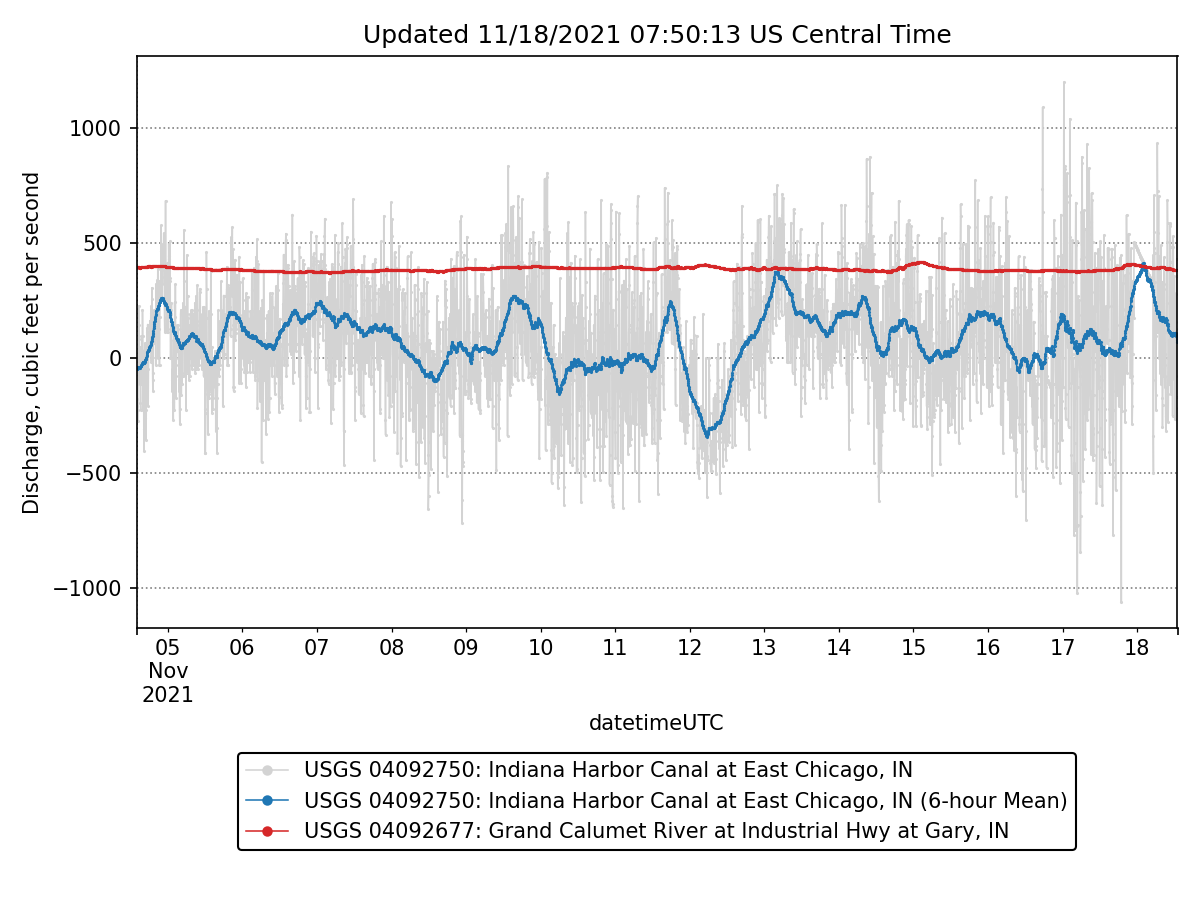 Updated 11/18/2021 07:50:13 US Central Time
Discharge, cubic feet per second
1000
500
0
−500
−1000
05 06 07 08 09 10 11 12 13 14 15 16 17 18
Nov
2021
datetimeUTC
USGS 04092750: Indiana Harbor Canal at East Chicago, IN
USGS 04092750: Indiana Harbor Canal at East Chicago, IN (6-hour Mean)
USGS 04092677: Grand Calumet River at Industrial Hwy at Gary, IN